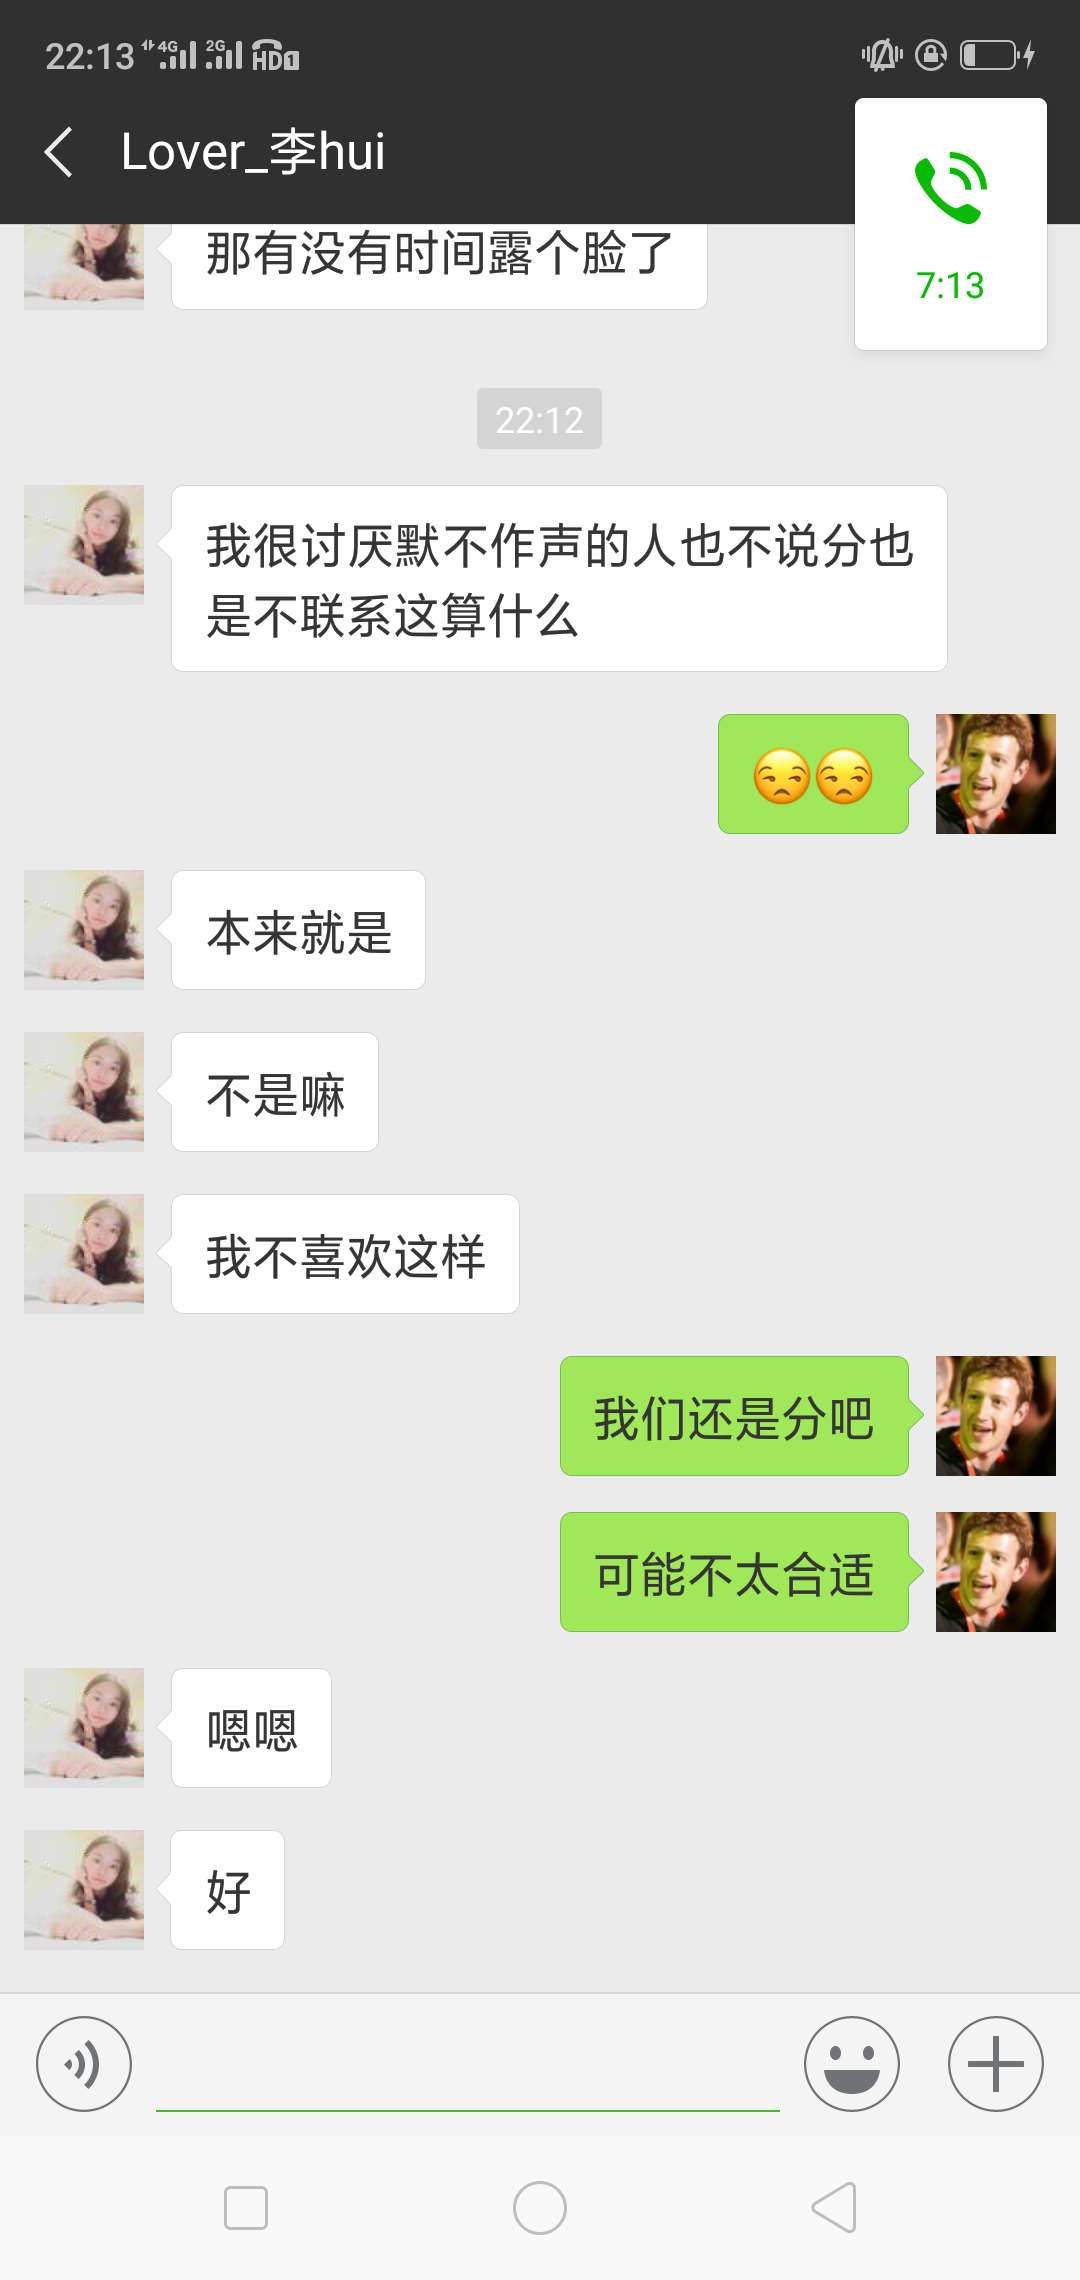 22:13 4G 2G HD1
Lover_李hui
7:13
那有没有时间露个脸了
22:12
我很讨厌默不作声的人也不说分也
是不联系这算什么
😒😒
本来就是
不是嘛
我不喜欢这样
我们还是分吧
可能不太合适
嗯嗯
好